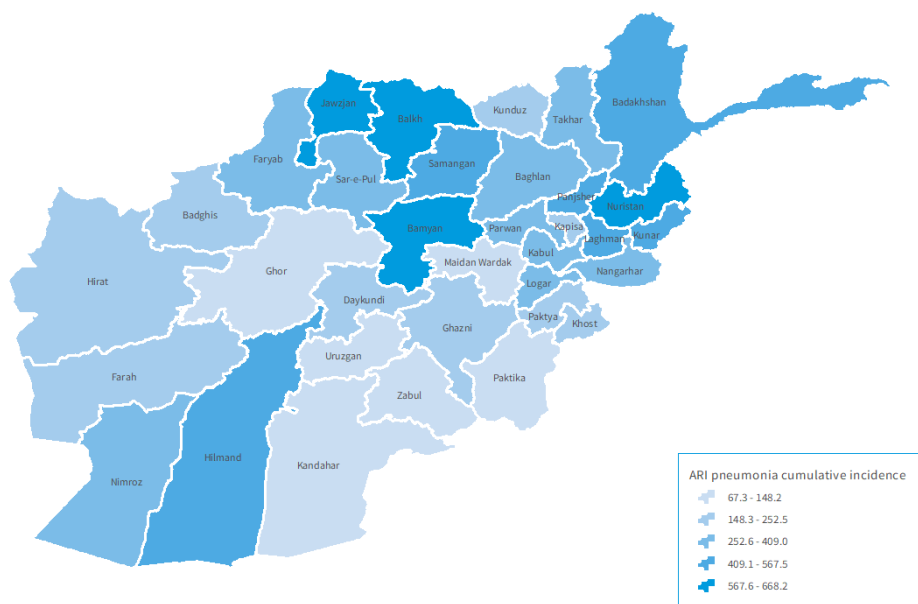 Badakhshan
Jawzjan
Balkh
Kunduz
Takhar
Faryab
Samangan
Sar-e-Pul
Baghlan
Panjsher
Nuristan
Badghis
Bamyan
Parwan
Kapisa
Laghman
Kunar
Kabul
Maidan Wardak
Ghor
Nangarhar
Hirat
Logar
Daykundi
Paktya
Khost
Ghazni
Uruzgan
Farah
Paktika
Zabul
Hilmand
Kandahar
Nimroz
ARI pneumonia cumulative incidence
67.3 - 148.2
148.3 - 252.5
252.6 - 409.0
409.1 - 567.5
567.6 - 668.2